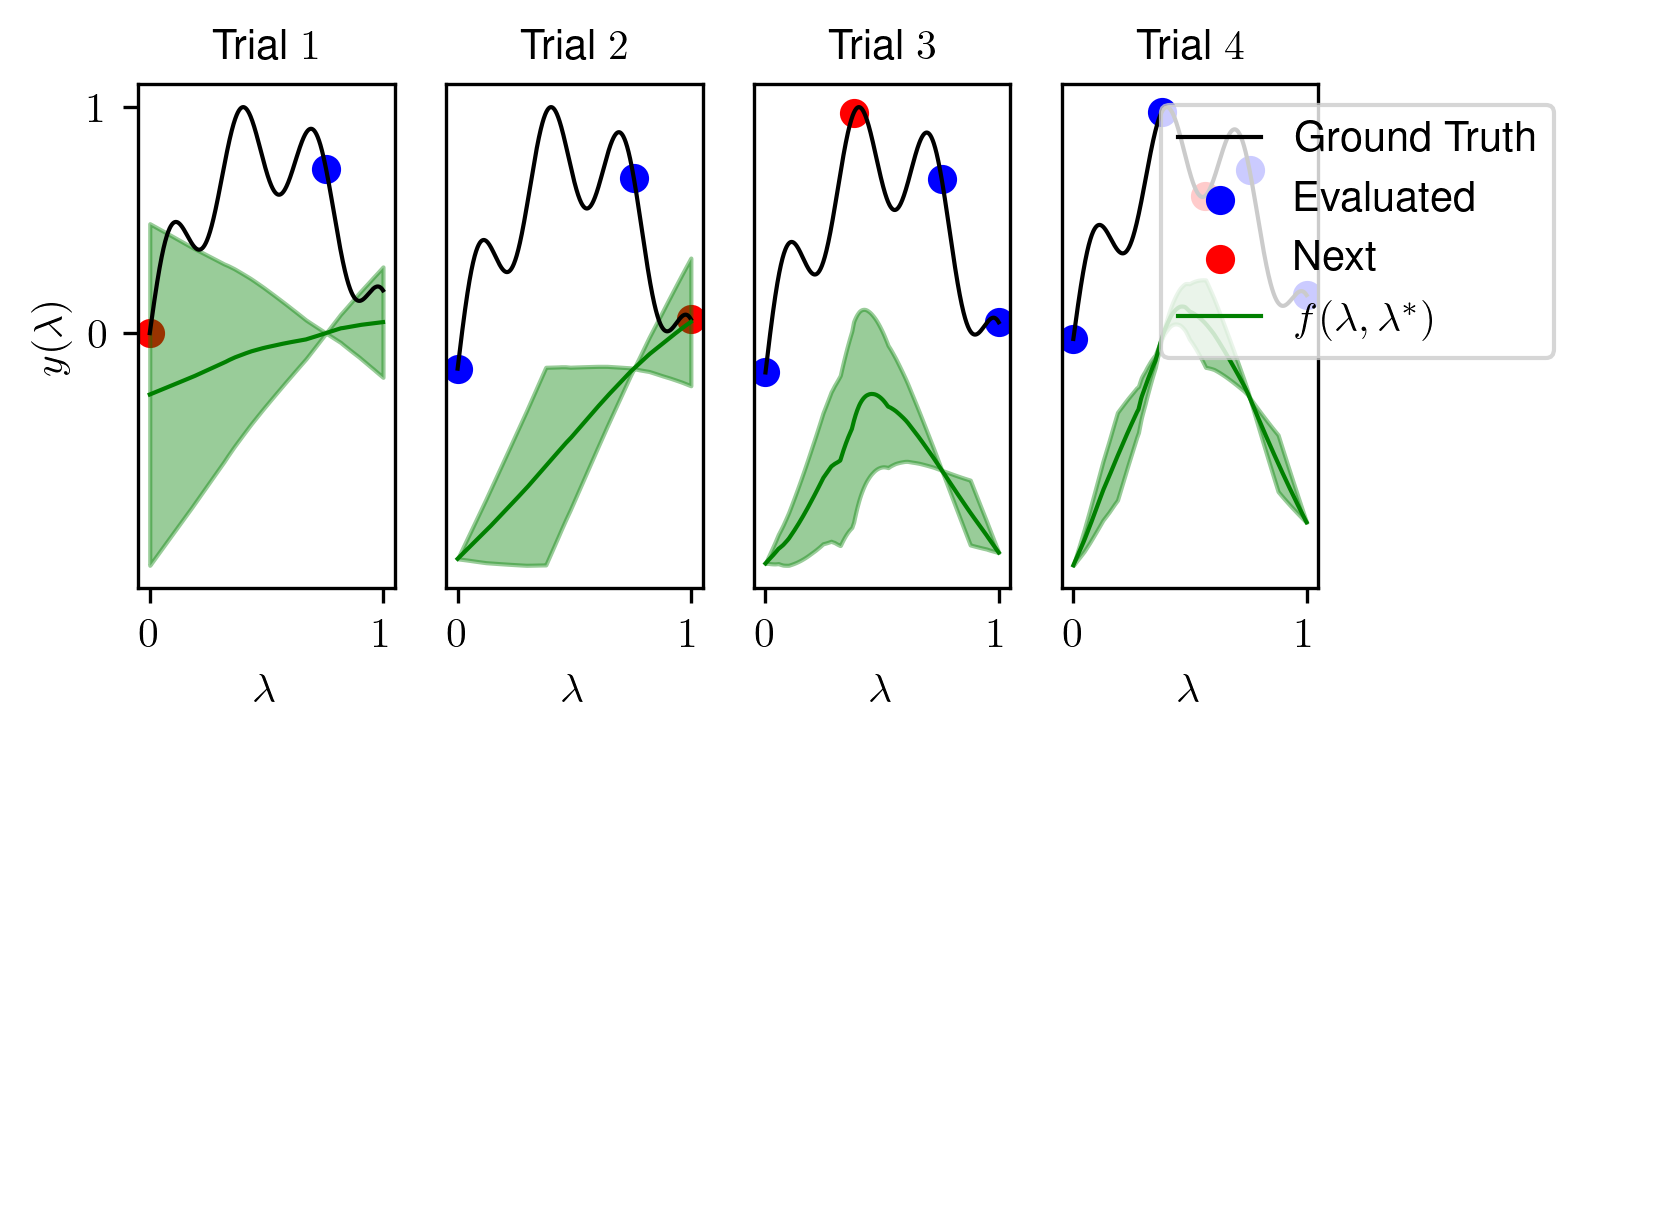 Trial 1 Trial 2 Trial 3 Trial 4
1
0
y(λ)
Ground Truth
Evaluated
Next
f(λ, λ*)
0 1 0 1 0 1 0 1
λ λ λ λ